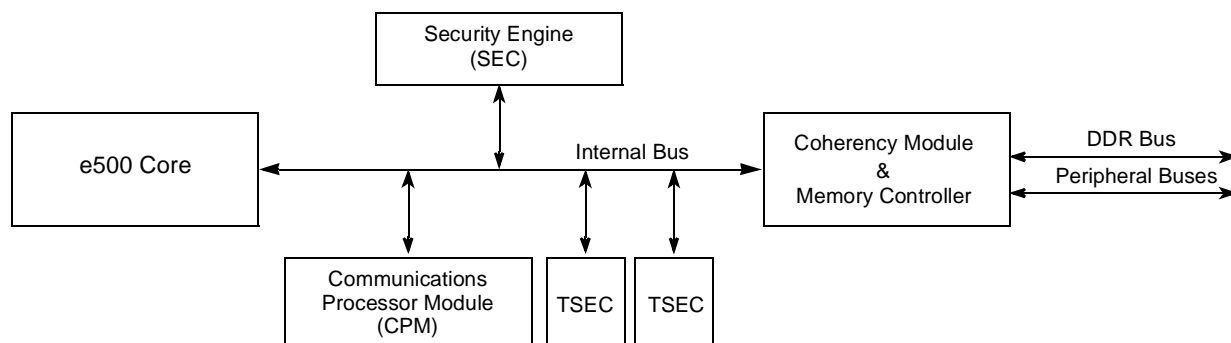 Security Engine
(SEC)
e500 Core
Internal Bus
Coherency Module
&
Memory Controller
DDR Bus
Peripheral Buses
Communications
Processor Module
(CPM)
TSEC
TSEC